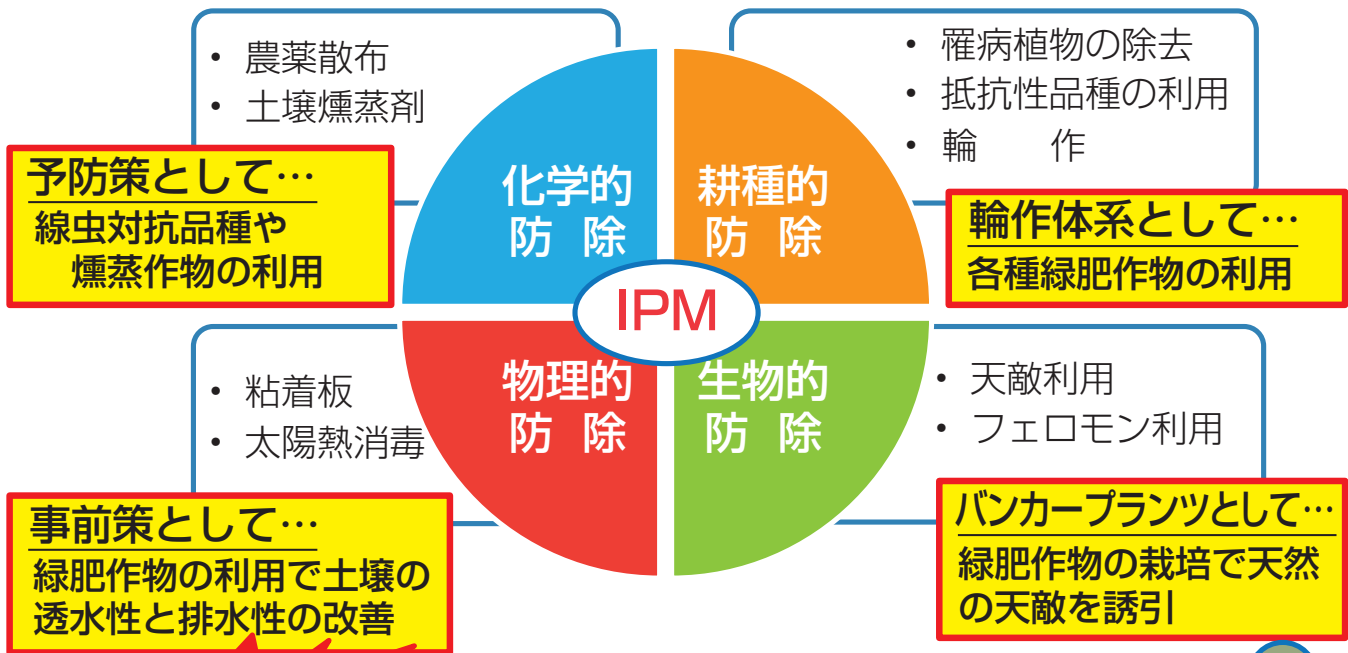 • 農薬散布
• 土壌燻蒸剤
予防策として…
線虫対抗品種や
燻蒸作物の利用
化学的
防 除
• 罹病植物の除去
• 抵抗性品種の利用
• 輪　　作
耕種的
防 除
輪作体系として…
各種緑肥作物の利用
IPM
• 粘着板
• 太陽熱消毒
物理的
防 除
事前策として…
緑肥作物の利用で土壌の
透水性と排水性の改善
生物的
防 除
• 天敵利用
• フェロモン利用
バンカープランツとして…
緑肥作物の栽培で天然
の天敵を誘引